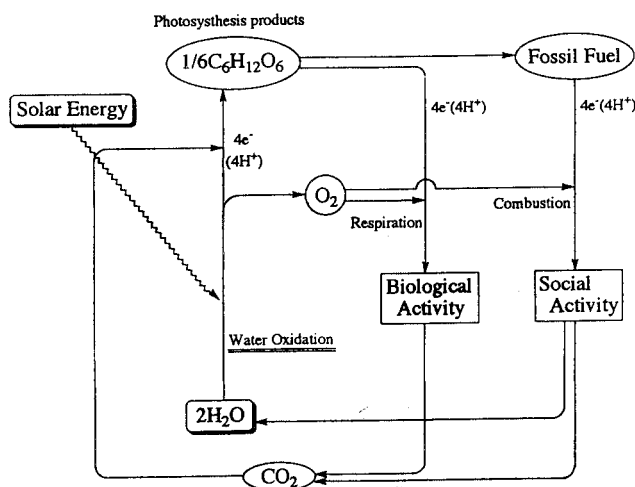 Photosysthesis products
1/6C₆H₁₂O₆
Fossil Fuel
Solar Energy
4e⁻
(4H⁺)
4e⁻(4H⁺)
4e⁻(4H⁺)
O₂
Respiration
Combustion
Biological
Activity
Social
Activity
Water Oxidation
2H₂O
CO₂